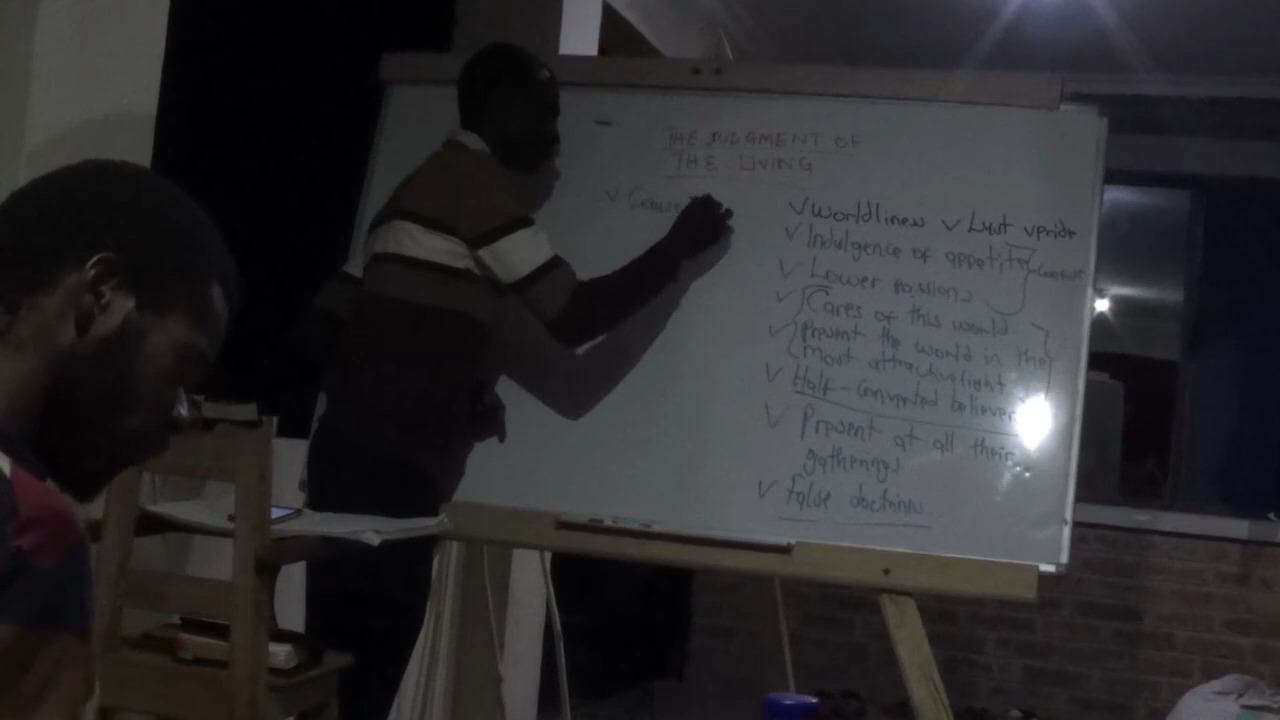 THE JUDGMENT OF
THE LIVING
✓ worldliness ✓ Lust ✓ pride
✓ Indulgence of appetite
✓ Lower passions
✓ Cares of this world
✓ Present the world in the
most attractive light
✓ Half-converted believer
✓ Present at all their
gatherings
✓ False doctrines